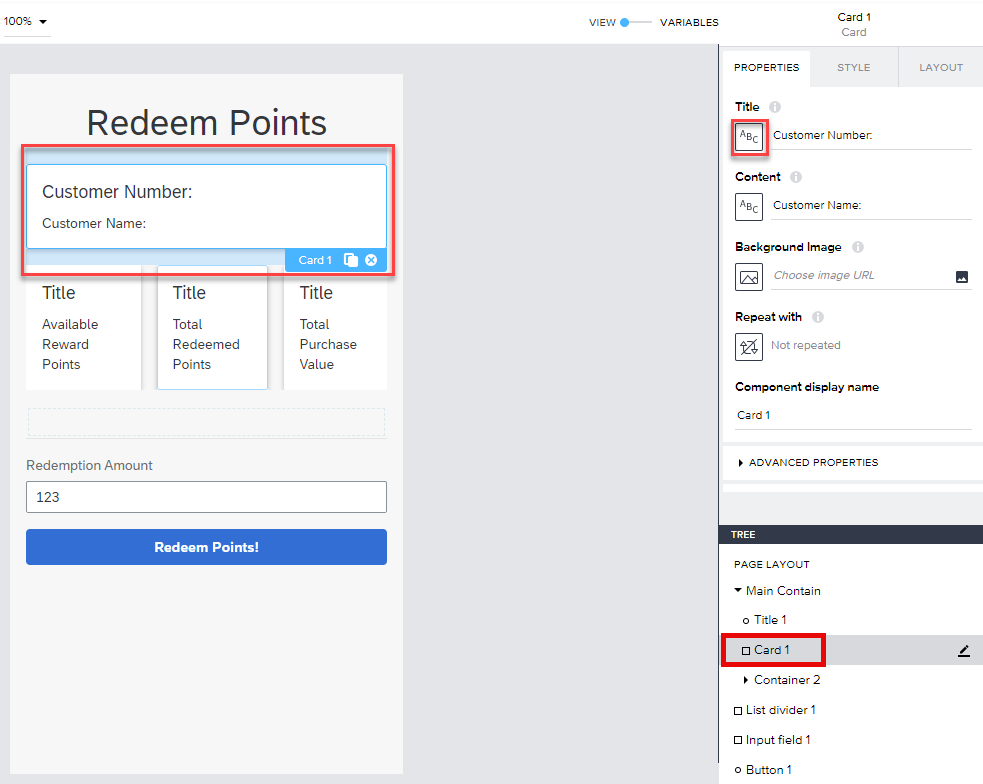 100%
VIEW
VARIABLES
Card 1
Card
Redeem Points
Customer Number:
Customer Name:
Card 1
Title
Available
Reward
Points
Title
Total
Redeemed
Points
Title
Total
Purchase
Value
Redemption Amount
123
Redeem Points!
PROPERTIES
STYLE
LAYOUT
Title
ABC
Customer Number:
Content
ABC
Customer Name:
Background Image
Choose image URL
Repeat with
Not repeated
Component display name
Card 1
ADVANCED PROPERTIES
TREE
PAGE LAYOUT
Main Contain
Title 1
Card 1
Container 2
List divider 1
Input field 1
Button 1